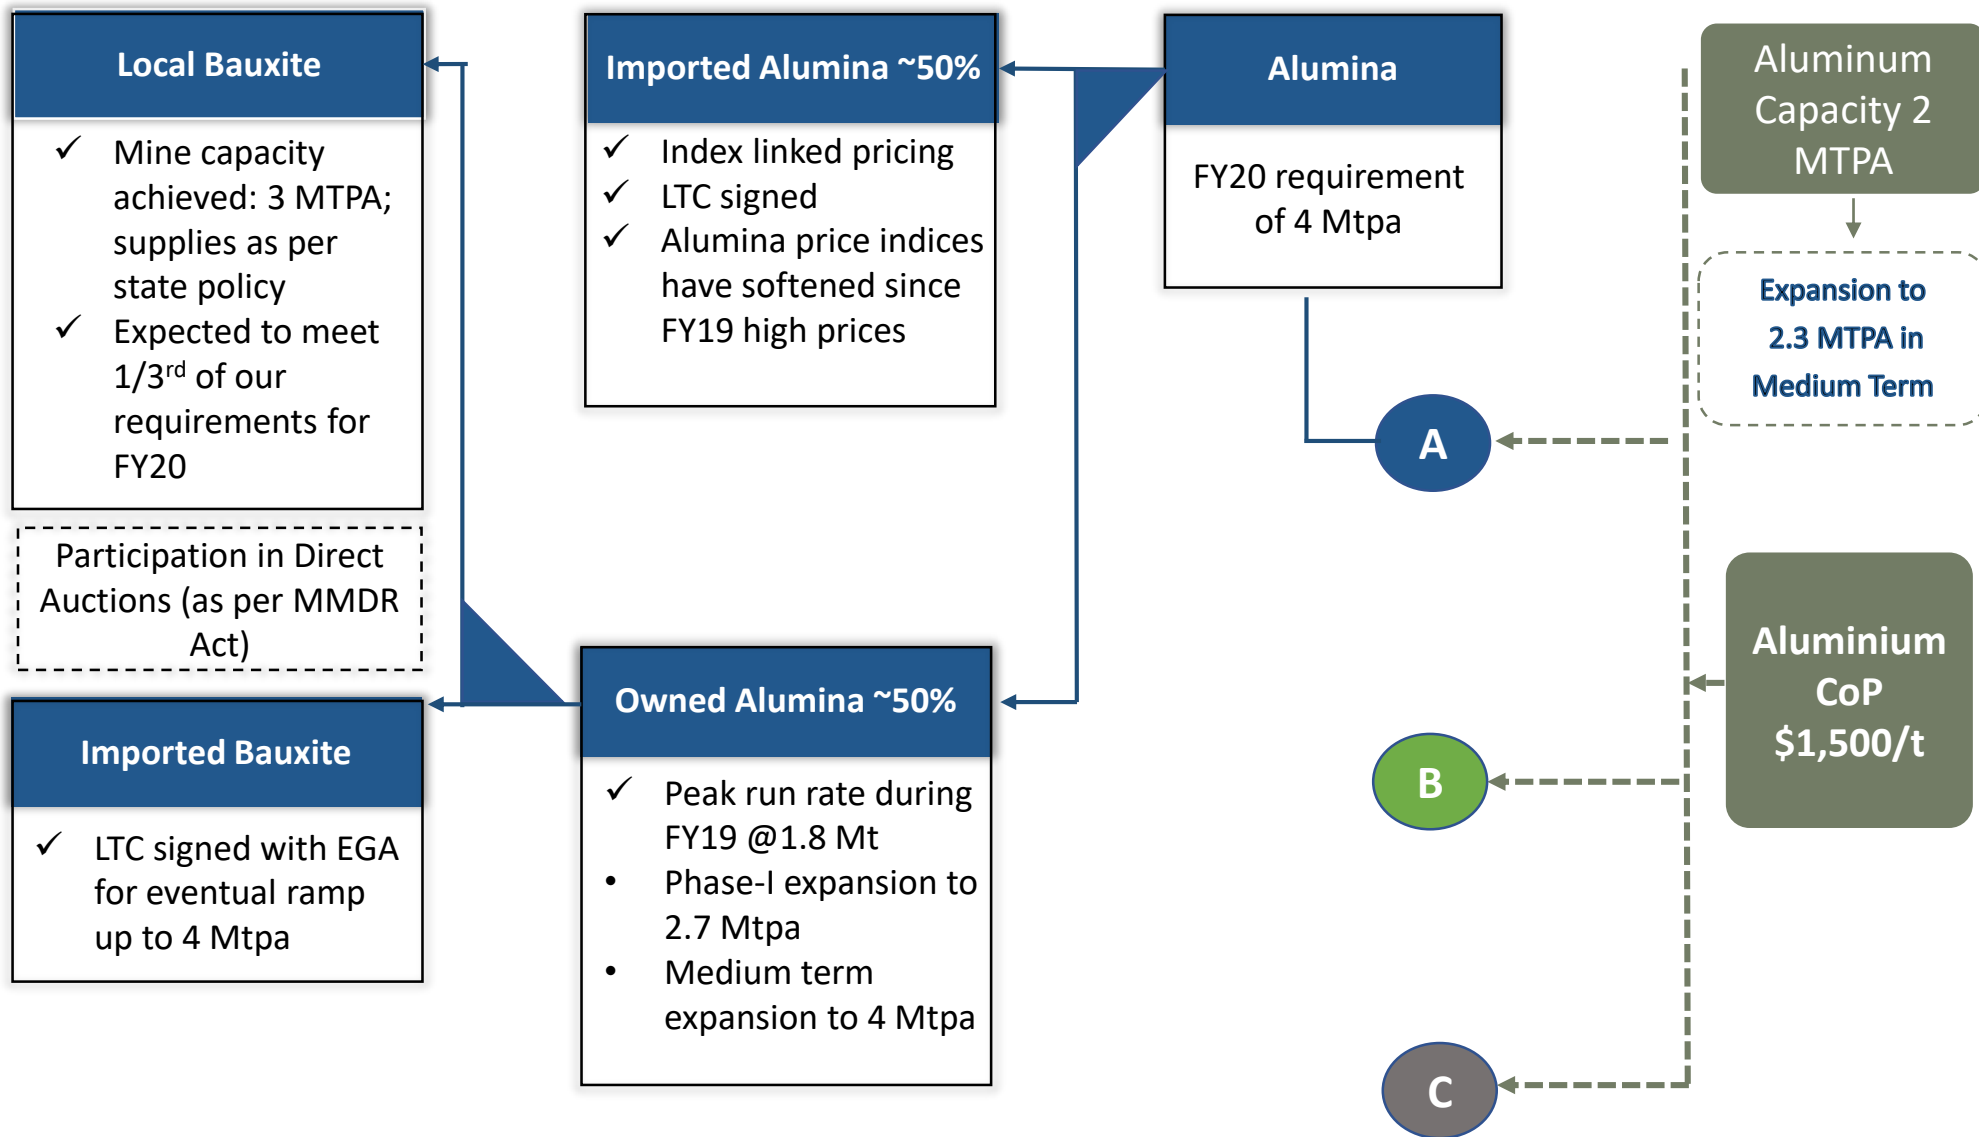 Local Bauxite
✓ Mine capacity
achieved: 3 MTPA;
supplies as per
state policy
✓ Expected to meet
1/3rd of our
requirements for
FY20
Participation in Direct
Auctions (as per MMDR
Act)
Imported Bauxite
✓ LTC signed with EGA
for eventual ramp
up to 4 Mtpa
Imported Alumina ~50%
✓ Index linked pricing
✓ LTC signed
✓ Alumina price indices
have softened since
FY19 high prices
Owned Alumina ~50%
✓ Peak run rate during
FY19 @1.8 Mt
• Phase-I expansion to
2.7 Mtpa
• Medium term
expansion to 4 Mtpa
Alumina
FY20 requirement
of 4 Mtpa
A
B
C
Aluminum
Capacity 2
MTPA
Expansion to
2.3 MTPA in
Medium Term
Aluminium
CoP
$1,500/t